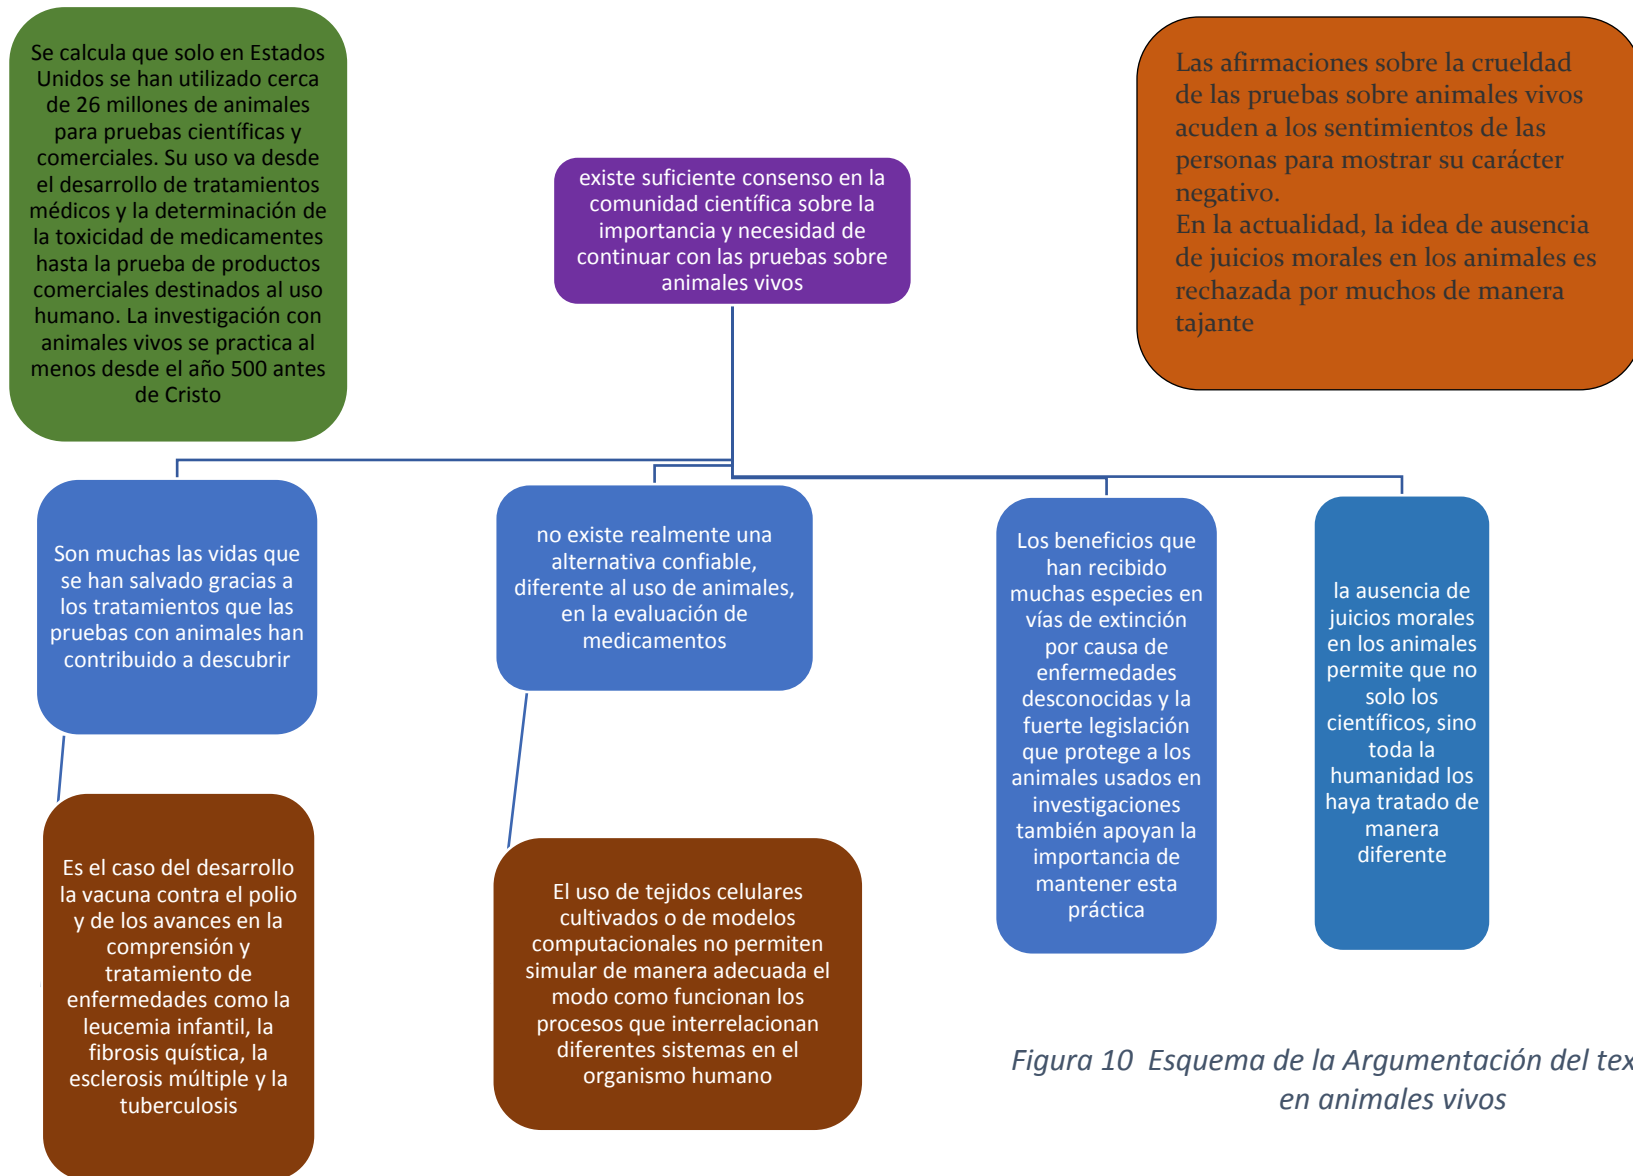 Se calcula que solo en Estados
Unidos se han utilizado cerca
de 26 millones de animales
para pruebas científicas y
comerciales. Su uso va desde
el desarrollo de tratamientos
médicos y la determinación de
la toxicidad de medicamentes
hasta la prueba de productos
comerciales destinados al uso
humano. La investigación con
animales vivos se practica al
menos desde el año 500 antes
de Cristo
existe suficiente consenso en la
comunidad científica sobre la
importancia y necesidad de
continuar con las pruebas sobre
animales vivos
Las afirmaciones sobre la crueldad
de las pruebas sobre animales vivos
acuden a los sentimientos de las
personas para mostrar su carácter
negativo.
En la actualidad, la idea de ausencia
de juicios morales en los animales es
rechazada por muchos de manera
tajante
Son muchas las vidas que
se han salvado gracias a
los tratamientos que las
pruebas con animales han
contribuido a descubrir
no existe realmente una
alternativa confiable,
diferente al uso de animales,
en la evaluación de
medicamentos
Los beneficios que
han recibido
muchas especies en
vías de extinción
por causa de
enfermedades
desconocidas y la
fuerte legislación
que protege a los
animales usados en
investigaciones
también apoyan la
importancia de
mantener esta
práctica
la ausencia de
juicios morales
en los animales
permite que no
solo los
científicos, sino
toda la
humanidad los
haya tratado de
manera
diferente
Es el caso del desarrollo
la vacuna contra el polio
y de los avances en la
comprensión y
tratamiento de
enfermedades como la
leucemia infantil, la
fibrosis quística, la
esclerosis múltiple y la
tuberculosis
El uso de tejidos celulares
cultivados o de modelos
computacionales no permiten
simular de manera adecuada el
modo como funcionan los
procesos que interrelacionan
diferentes sistemas en el
organismo humano
Figura 10 Esquema de la Argumentación del tex
en animales vivos